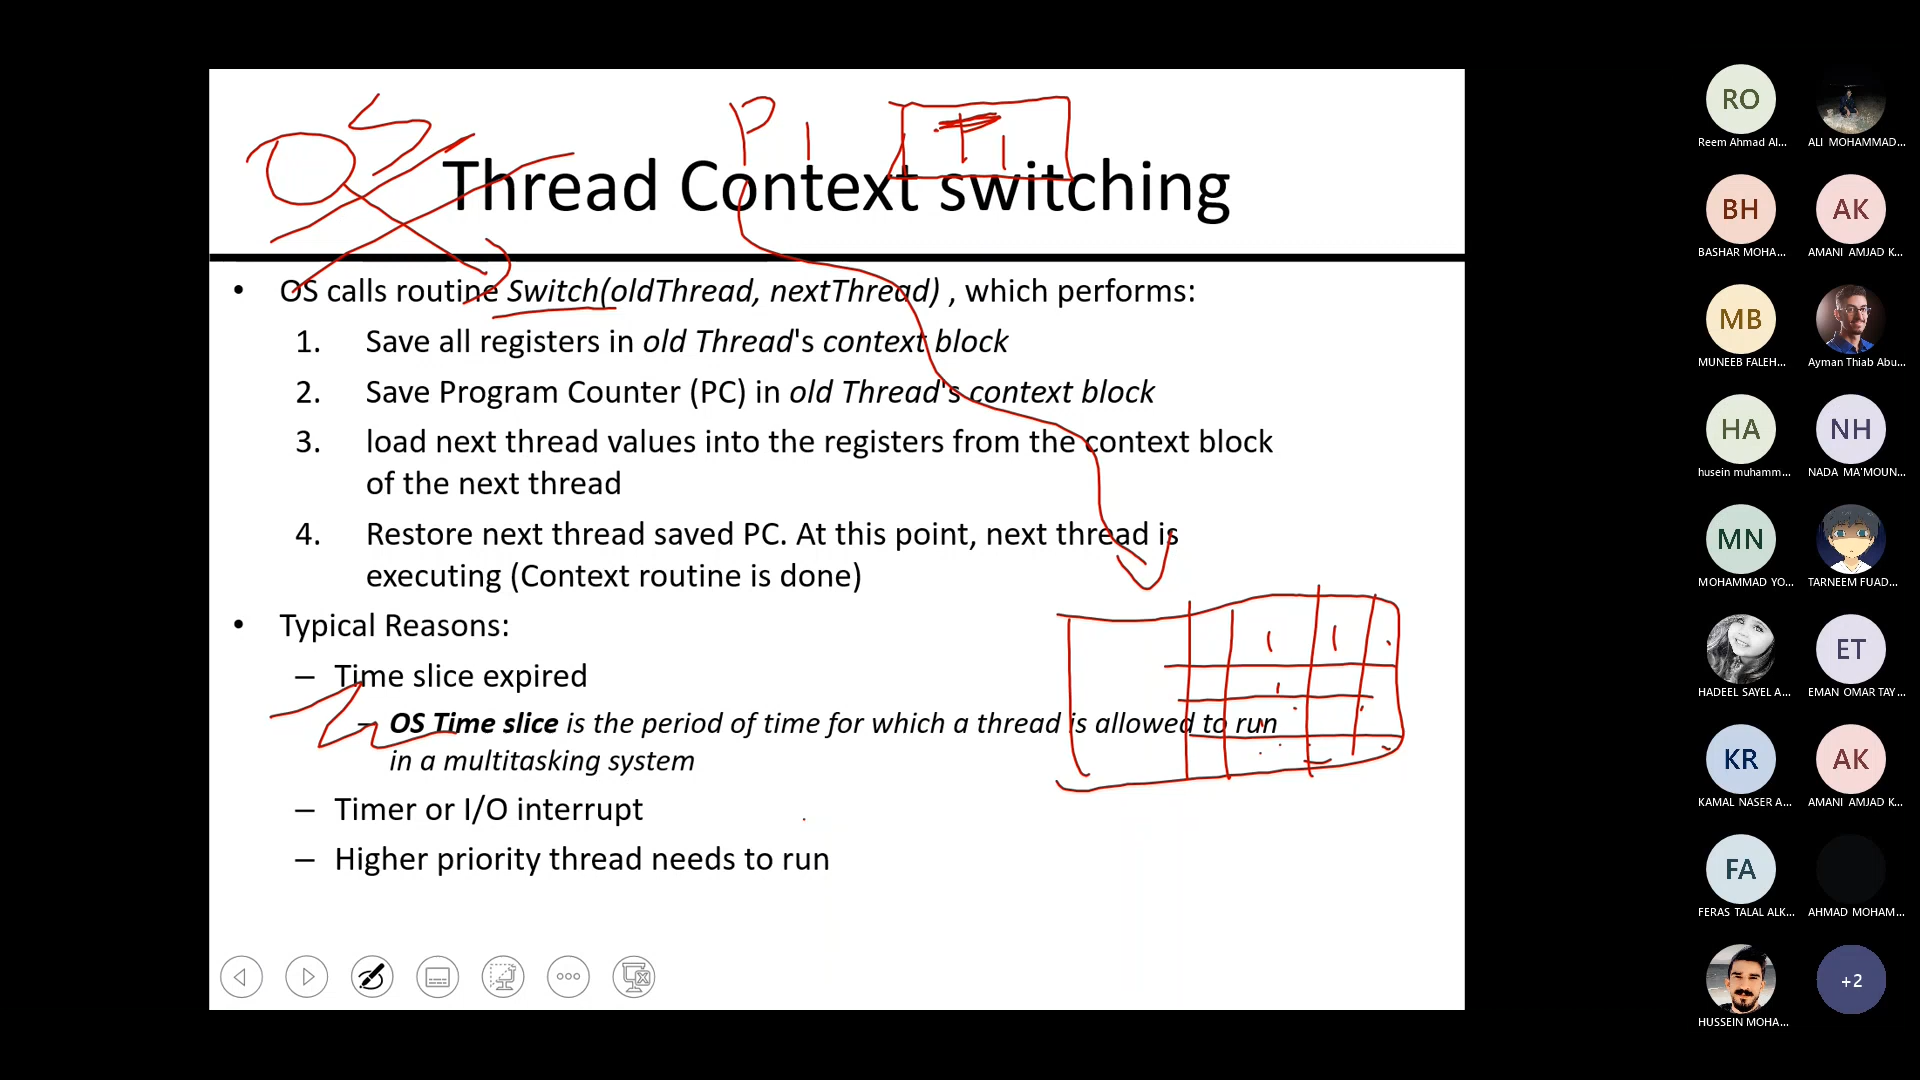 OS
P1
P1
Thread Context switching
• OS calls routine Switch(oldThread, nextThread) , which performs:
1. Save all registers in old Thread's context block
2. Save Program Counter (PC) in old Thread's context block
3. load next thread values into the registers from the context block
of the next thread
4. Restore next thread saved PC. At this point, next thread is
executing (Context routine is done)
• Typical Reasons:
– Time slice expired
– OS Time slice is the period of time for which a thread is allowed to run
in a multitasking system
– Timer or I/O interrupt
– Higher priority thread needs to run
RO
Reem Ahmad Al...
ALI MOHAMMAD...
BH
BASHAR MOHA...
AK
AMANI AMJAD K...
MB
MUNEEB FALEH...
Ayman Thiab Abu...
HA
husein muhamm...
NH
NADA MA'MOUN...
MN
MOHAMMAD YO...
TARNEEM FUAD...
HADEEL SAYEL A...
ET
EMAN OMAR TAY...
KR
KAMAL NASER A...
AK
AMANI AMJAD K...
FA
FERAS TALAL ALK...
AHMAD MOHAM...
HUSSEIN MOHA...
+2